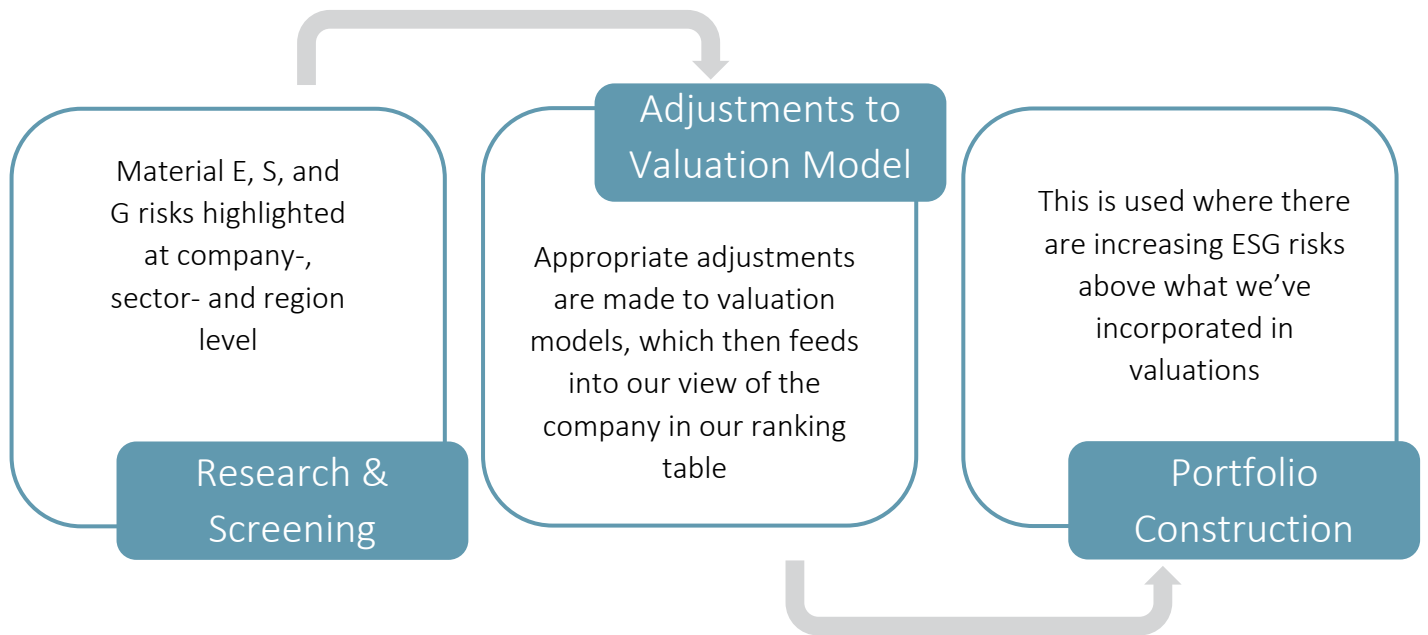 Material E, S, and
G risks highlighted
at company-,
sector- and region
level
Research &
Screening
Adjustments to
Valuation Model
Appropriate adjustments
are made to valuation
models, which then feeds
into our view of the
company in our ranking
table
This is used where there
are increasing ESG risks
above what we’ve
incorporated in
valuations
Portfolio
Construction